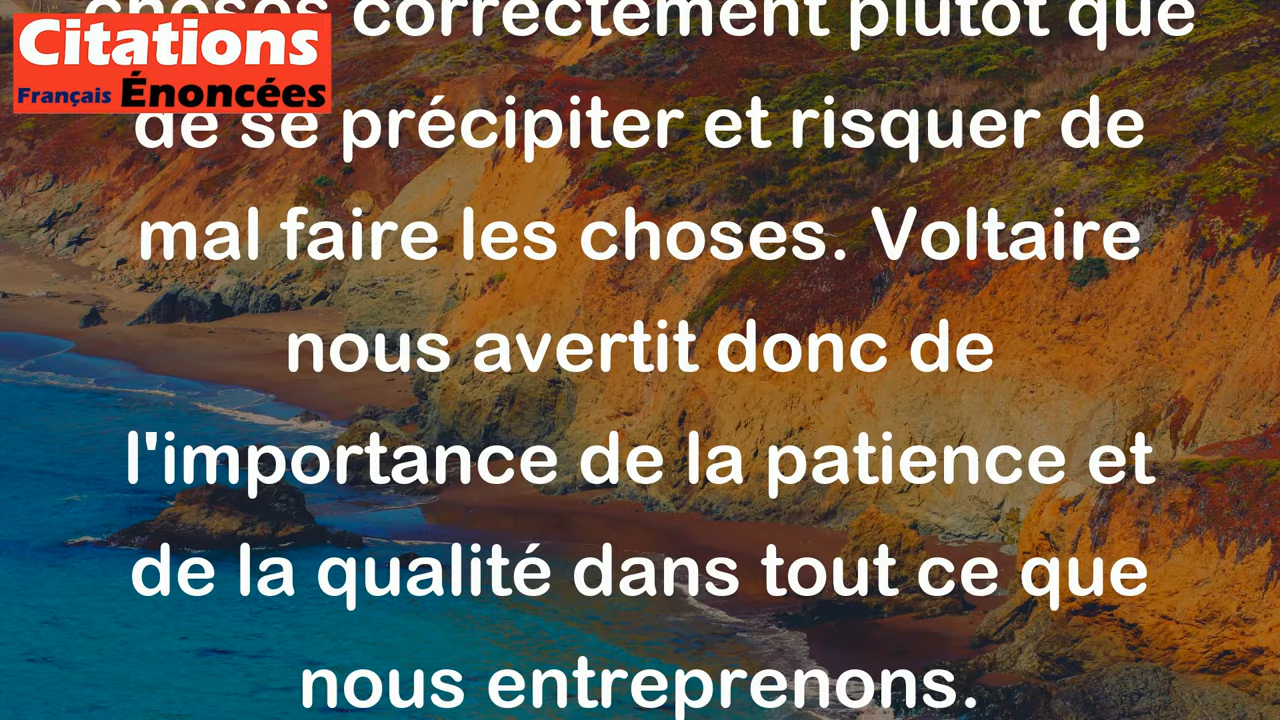 Citations
Français Énoncées
choses correctement plutôt que
de se précipiter et risquer de
mal faire les choses. Voltaire
nous avertit donc de
l'importance de la patience et
de la qualité dans tout ce que
nous entreprenons.